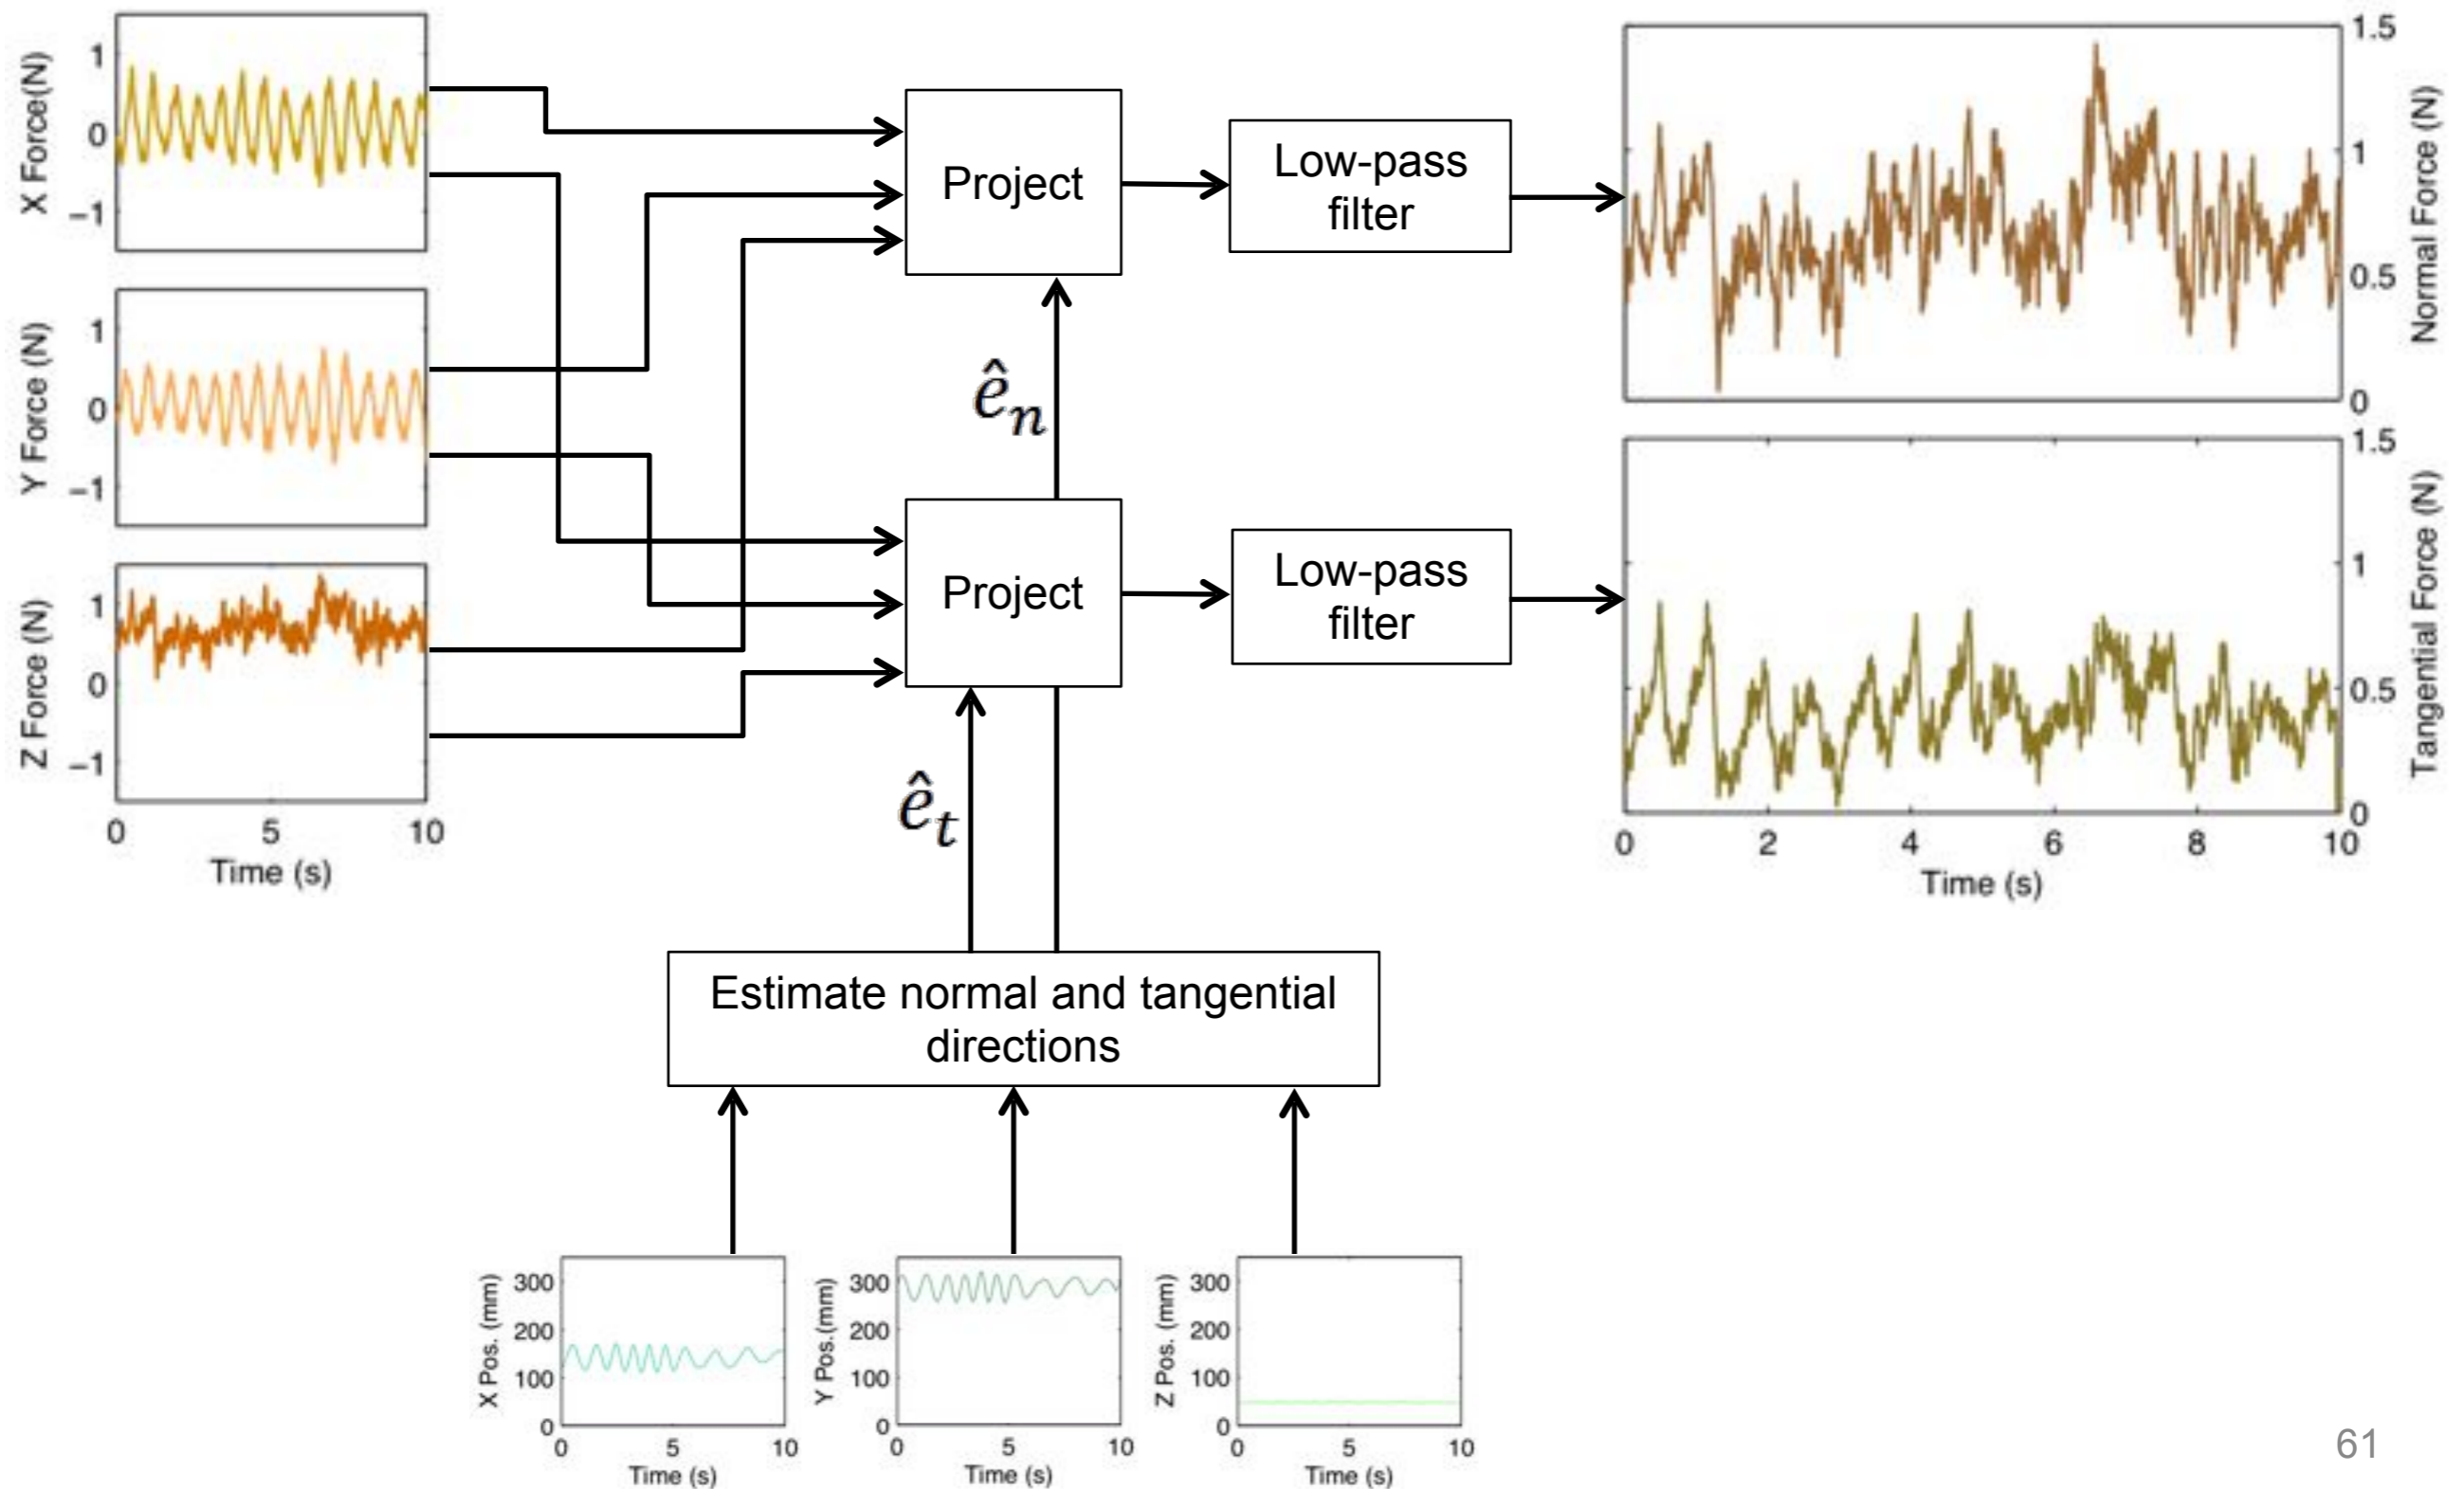 X Force(N)
1
0
−1
Y Force (N)
1
0
−1
Z Force (N)
1
0
−1
0 5 10
Time (s)
Project
Low-pass
filter
ê_n
Project
Low-pass
filter
ê_t
Estimate normal and tangential
directions
1.5
1
0.5
0
Normal Force (N)
1.5
1
0.5
0
Tangential Force (N)
0 2 4 6 8 10
Time (s)
X Pos. (mm)
300
200
100
0
0 5 10
Time (s)
Y Pos.(mm)
300
200
100
0
0 5 10
Time (s)
Z Pos. (mm)
300
200
100
0
0 5 10
Time (s)
61